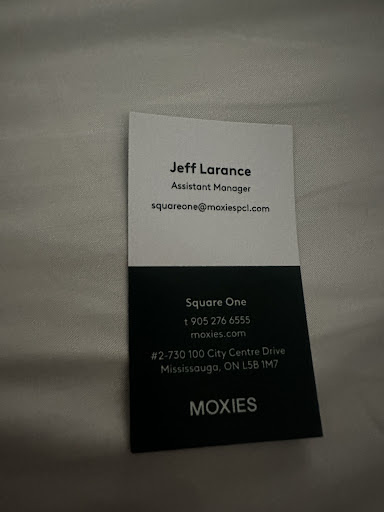 Jeff Larance
Assistant Manager
squareone@moxiespcl.com
Square One
t 905 276 6555
moxies.com
#2-730 100 City Centre Drive
Mississauga, ON L5B 1M7
MOXIES